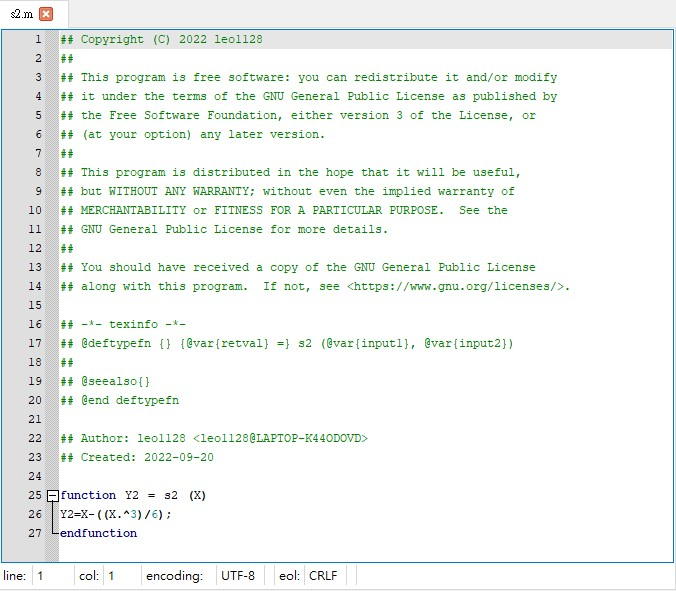 s2.m
1 ## Copyright (C) 2022 leo1128
2 ##
3 ## This program is free software: you can redistribute it and/or modify
4 ## it under the terms of the GNU General Public License as published by
5 ## the Free Software Foundation, either version 3 of the License, or
6 ## (at your option) any later version.
7 ##
8 ## This program is distributed in the hope that it will be useful,
9 ## but WITHOUT ANY WARRANTY; without even the implied warranty of
10 ## MERCHANTABILITY or FITNESS FOR A PARTICULAR PURPOSE.  See the
11 ## GNU General Public License for more details.
12 ##
13 ## You should have received a copy of the GNU General Public License
14 ## along with this program.  If not, see <https://www.gnu.org/licenses/>.
15
16 ## -*- texinfo -*-
17 ## @deftypefn {} {@var{retval} =} s2 (@var{input1}, @var{input2})
18 ##
19 ## @seealso{}
20 ## @end deftypefn
21
22 ## Author: leo1128 <leo1128@LAPTOP-K44ODOVD>
23 ## Created: 2022-09-20
24
25 function Y2 = s2 (X)
26 Y2=X-((X.^3)/6);
27 endfunction
line: 1 col: 1 encoding: UTF-8 eol: CRLF